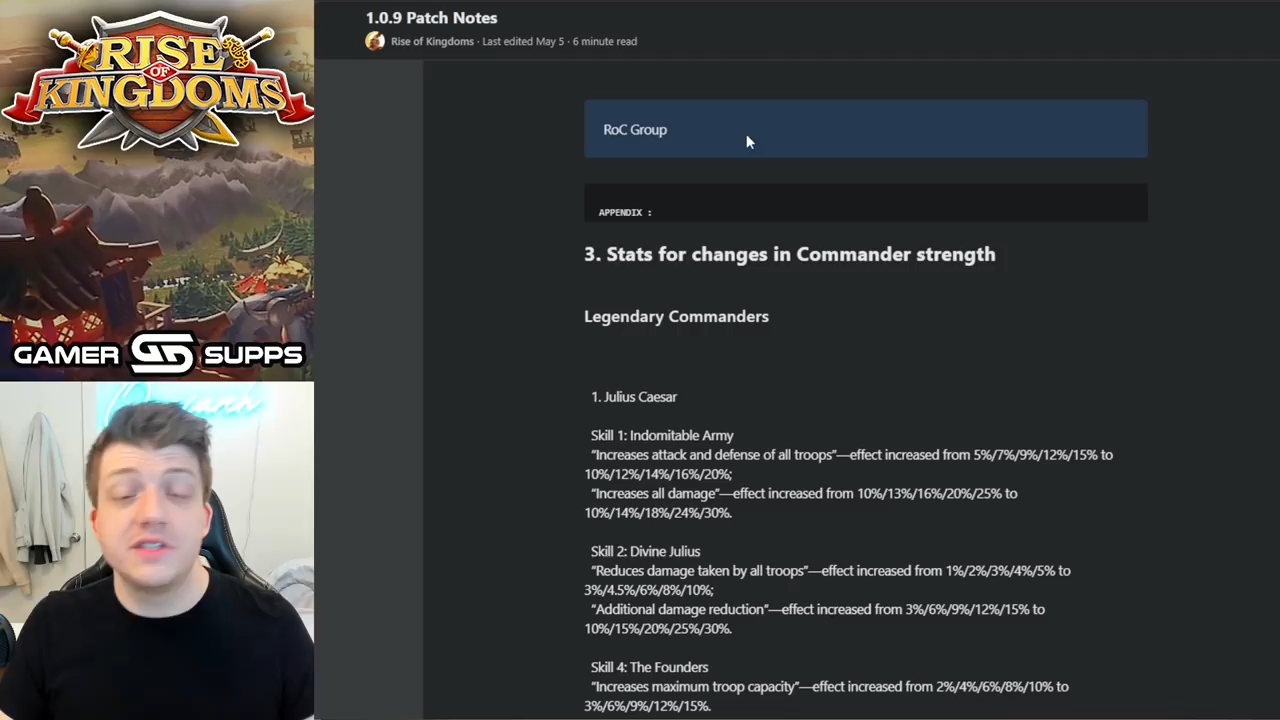 RISE
OF
KINGDOMS
GAMER SUPPS
1.0.9 Patch Notes
Rise of Kingdoms · Last edited May 5 · 6 minute read
RoC Group
APPENDIX :
3. Stats for changes in Commander strength
Legendary Commanders
1. Julius Caesar
Skill 1: Indomitable Army
“Increases attack and defense of all troops”—effect increased from 5%/7%/9%/12%/15% to
10%/12%/14%/16%/20%;
“Increases all damage”—effect increased from 10%/13%/16%/20%/25% to
10%/14%/18%/24%/30%.
Skill 2: Divine Julius
“Reduces damage taken by all troops”—effect increased from 1%/2%/3%/4%/5% to
3%/4.5%/6%/8%/10%;
“Additional damage reduction”—effect increased from 3%/6%/9%/12%/15% to
10%/15%/20%/25%/30%.
Skill 4: The Founders
“Increases maximum troop capacity”—effect increased from 2%/4%/6%/8%/10% to
3%/6%/9%/12%/15%.